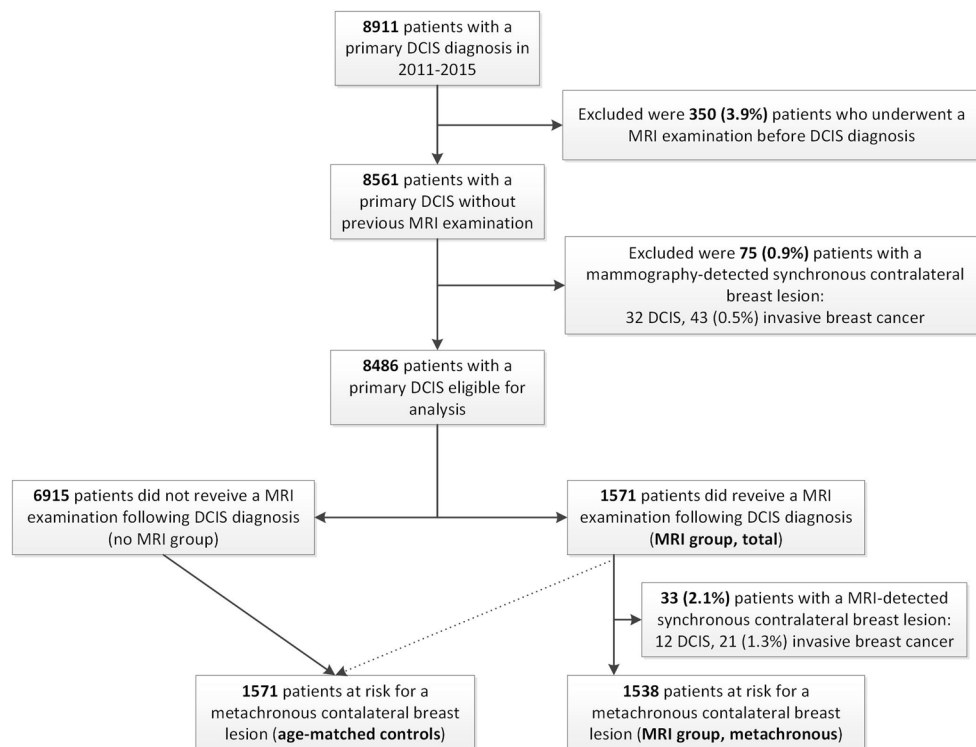 8911 patients with a
primary DCIS diagnosis in
2011-2015
Excluded were 350 (3.9%) patients who underwent a
MRI examination before DCIS diagnosis
8561 patients with a
primary DCIS without
previous MRI examination
Excluded were 75 (0.9%) patients with a
mammography-detected synchronous contralateral
breast lesion:
32 DCIS, 43 (0.5%) invasive breast cancer
8486 patients with a
primary DCIS eligible for
analysis
6915 patients did not reveive a MRI
examination following DCIS diagnosis
(no MRI group)
1571 patients did reveive a MRI
examination following DCIS diagnosis
(MRI group, total)
33 (2.1%) patients with a MRI-detected
synchronous contralateral breast lesion:
12 DCIS, 21 (1.3%) invasive breast cancer
1571 patients at risk for a
metachronous contalateral breast
lesion (age-matched controls)
1538 patients at risk for a
metachronous contalateral breast
lesion (MRI group, metachronous)